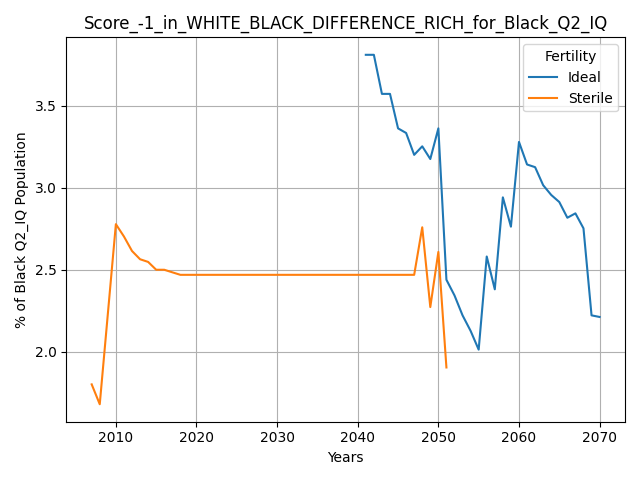 Score_-1_in_WHITE_BLACK_DIFFERENCE_RICH_for_Black_Q2_IQ
Fertility
Ideal
Sterile
% of Black Q2_IQ Population
3.5
3.0
2.5
2.0
2010 2020 2030 2040 2050 2060 2070
Years